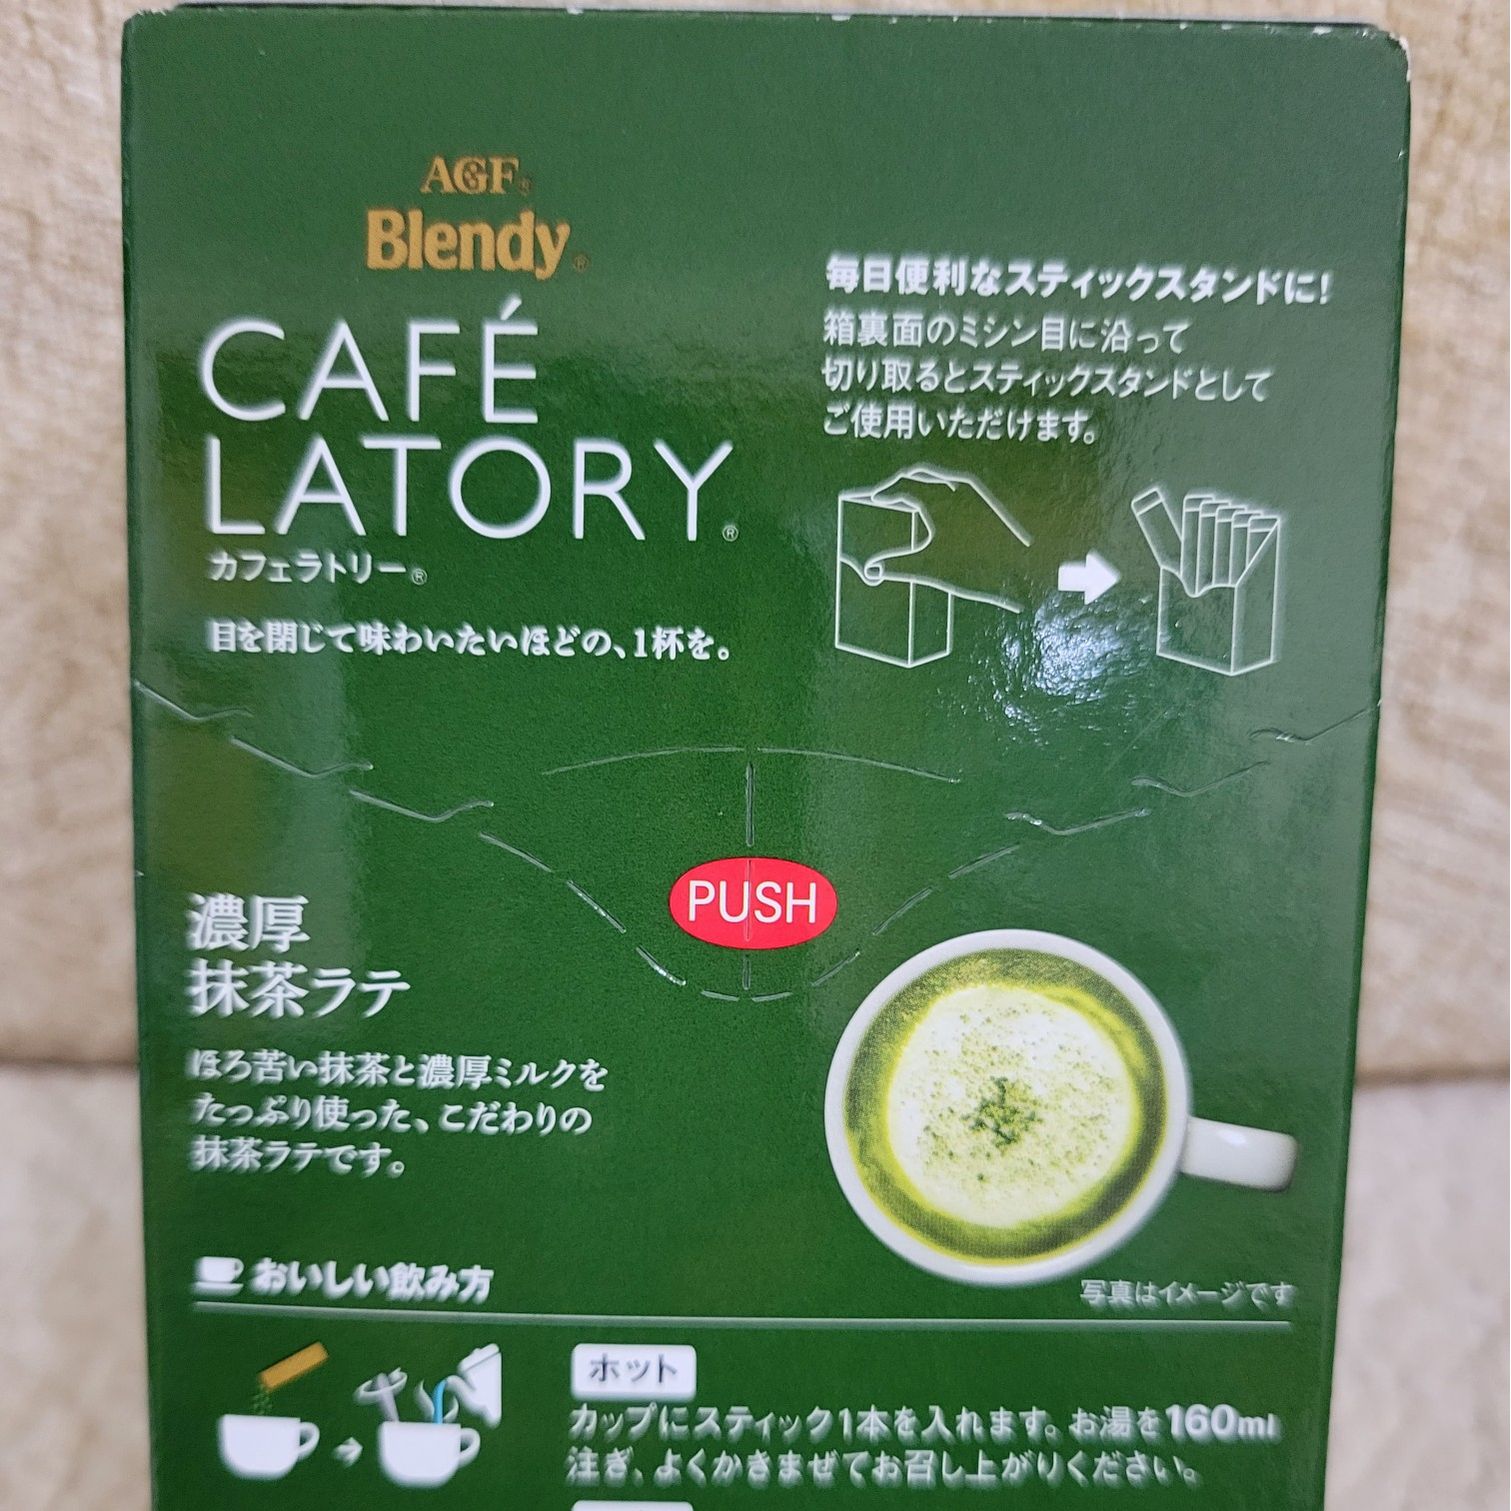 AGF®
Blendy®
CAFÉ
LATORY®
カフェラトリー®
目を閉じて味わいたいほどの、1杯を。
毎日便利なスティックスタンドに!
箱裏面のミシン目に沿って
切り取るとスティックスタンドとして
ご使用いただけます。
PUSH
濃厚
抹茶ラテ
ほろ苦い抹茶と濃厚ミルクを
たっぷり使った、こだわりの
抹茶ラテです。
写真はイメージです
おいしい飲み方
ホット
カップにスティック1本を入れます。お湯を160ml
注ぎ、よくかきまぜてお召し上がりください。